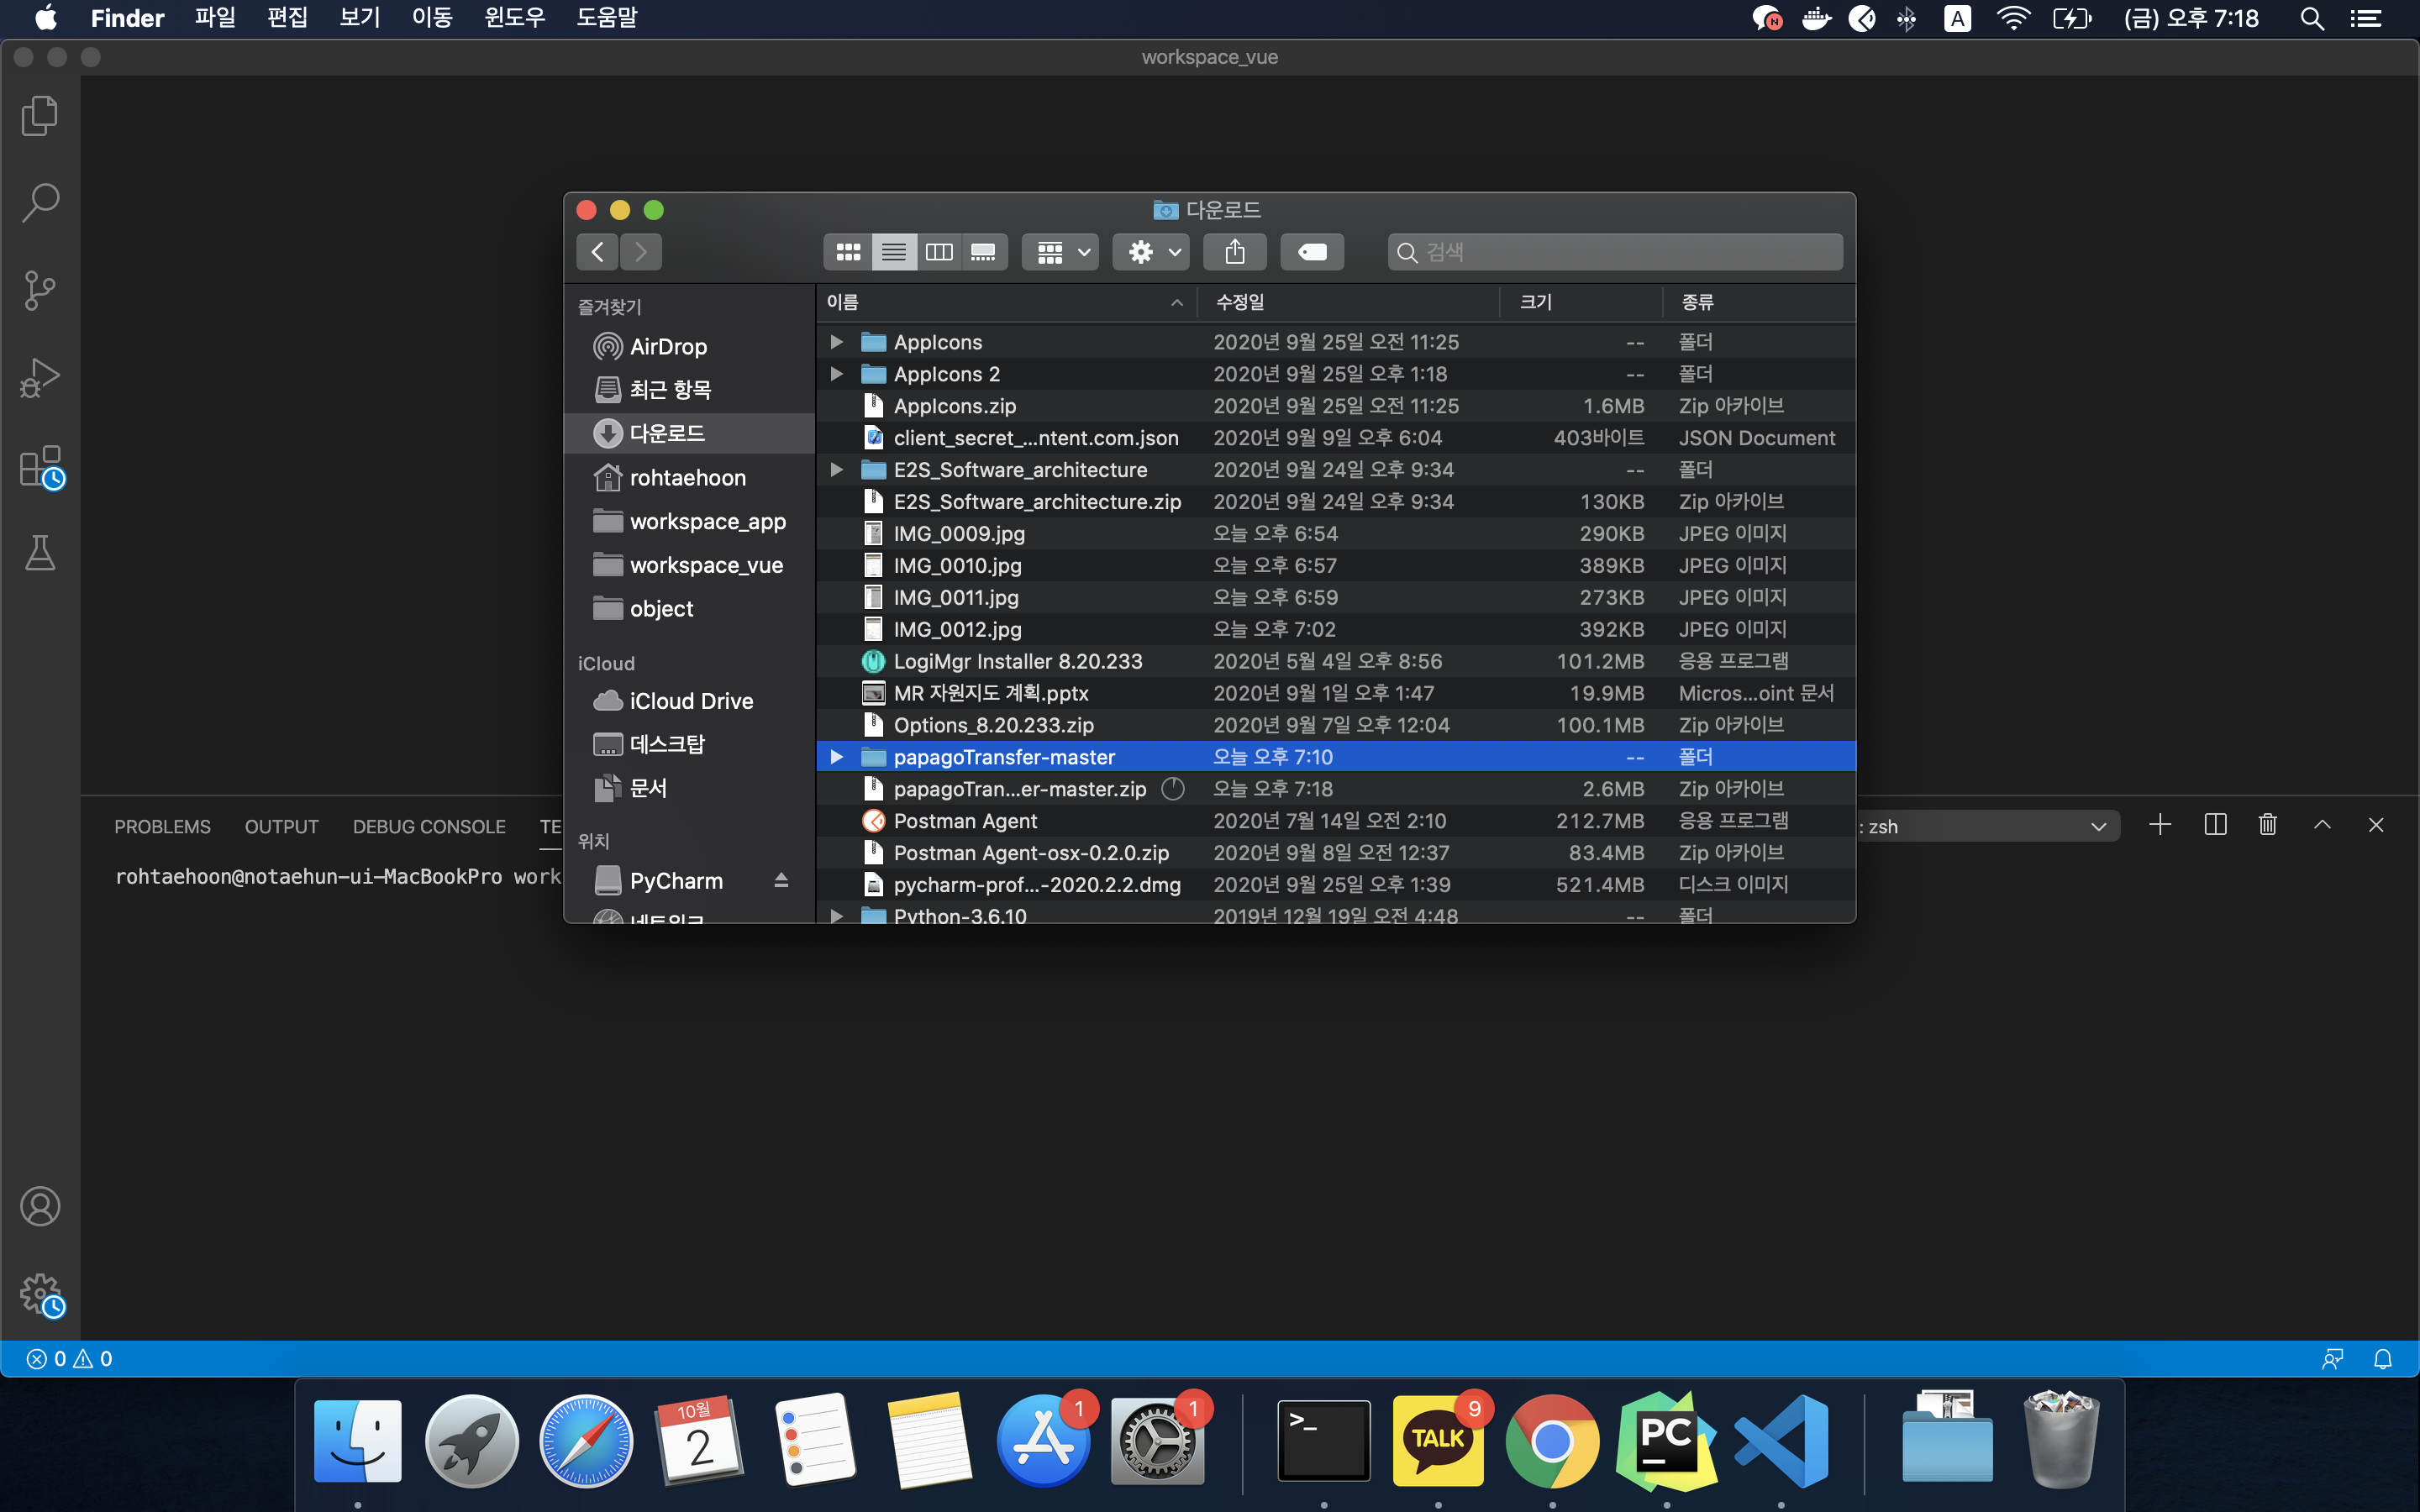 Finder 파일 편집 보기 이동 윈도우 도움말 A (금) 오후 7:18
workspace_vue
다운로드
검색
즐겨찾기
AirDrop
최근 항목
다운로드
rohtaehoon
workspace_app
workspace_vue
object
iCloud
iCloud Drive
데스크탑
문서
위치
PyCharm
네트워크
이름 수정일 크기 종류
AppIcons 2020년 9월 25일 오전 11:25 -- 폴더
AppIcons 2 2020년 9월 25일 오후 1:18 -- 폴더
AppIcons.zip 2020년 9월 25일 오전 11:25 1.6MB Zip 아카이브
client_secret_...ntent.com.json 2020년 9월 9일 오후 6:04 403바이트 JSON Document
E2S_Software_architecture 2020년 9월 24일 오후 9:34 -- 폴더
E2S_Software_architecture.zip 2020년 9월 24일 오후 9:34 130KB Zip 아카이브
IMG_0009.jpg 오늘 오후 6:54 290KB JPEG 이미지
IMG_0010.jpg 오늘 오후 6:57 389KB JPEG 이미지
IMG_0011.jpg 오늘 오후 6:59 273KB JPEG 이미지
IMG_0012.jpg 오늘 오후 7:02 392KB JPEG 이미지
LogiMgr Installer 8.20.233 2020년 5월 4일 오후 8:56 101.2MB 응용 프로그램
MR 자원지도 계획.pptx 2020년 9월 1일 오후 1:47 19.9MB Micros...oint 문서
Options_8.20.233.zip 2020년 9월 7일 오후 12:04 100.1MB Zip 아카이브
papagoTransfer-master 오늘 오후 7:10 -- 폴더
papagoTran...er-master.zip 오늘 오후 7:18 2.6MB Zip 아카이브
Postman Agent 2020년 7월 14일 오전 2:10 212.7MB 응용 프로그램
Postman Agent-osx-0.2.0.zip 2020년 9월 8일 오전 12:37 83.4MB Zip 아카이브
pycharm-prof...-2020.2.2.dmg 2020년 9월 25일 오후 1:39 521.4MB 디스크 이미지
Python-3.6.10 2019년 12월 19일 오전 4:48 -- 폴더
PROBLEMS OUTPUT DEBUG CONSOLE TE : zsh
rohtaehoon@notaehun-ui-MacBookPro work
0 0
10월
2
1
1
>_
TALK
9
PC